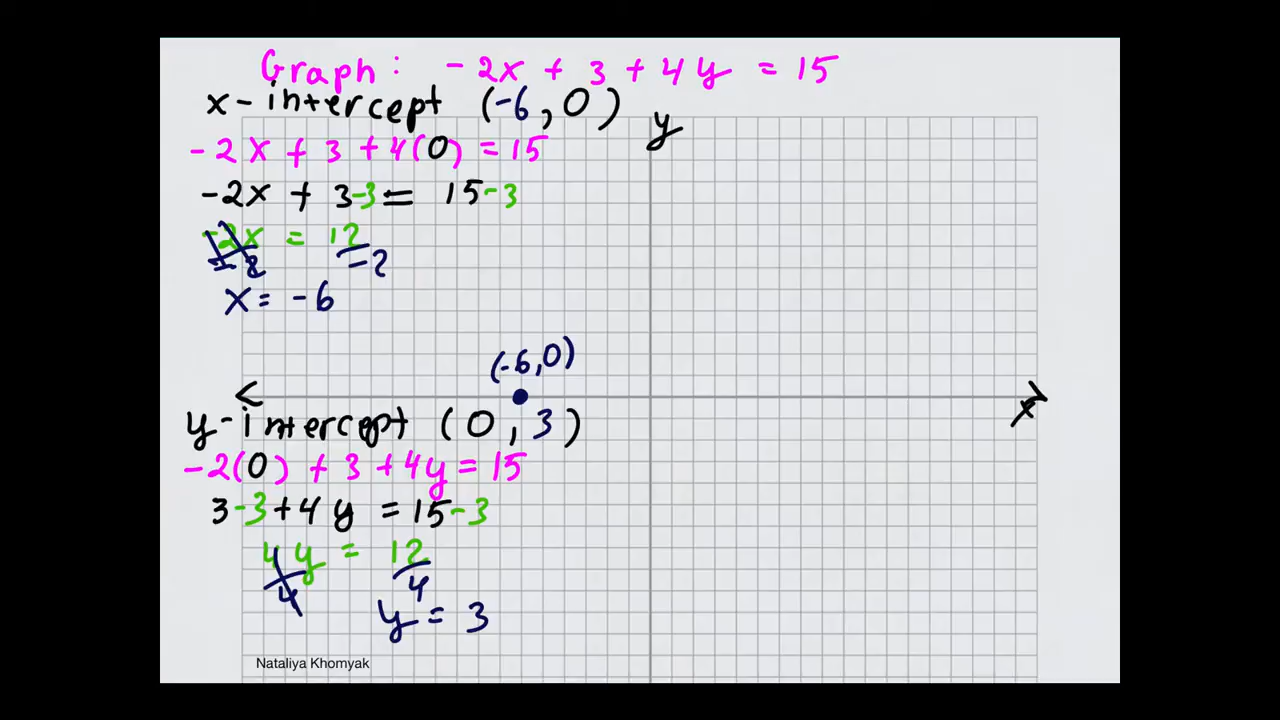 Graph: -2x + 3 + 4y = 15
x-intercept (-6, 0)
y
-2x + 3 + 4(0) = 15
-2x + 3 - 3 = 15 - 3
-2x = 12
-2 -2
x = -6
(-6, 0)
x
y-intercept (0, 3)
-2(0) + 3 + 4y = 15
3 - 3 + 4y = 15 - 3
4y = 12
4 4
y = 3
Nataliya Khomyak